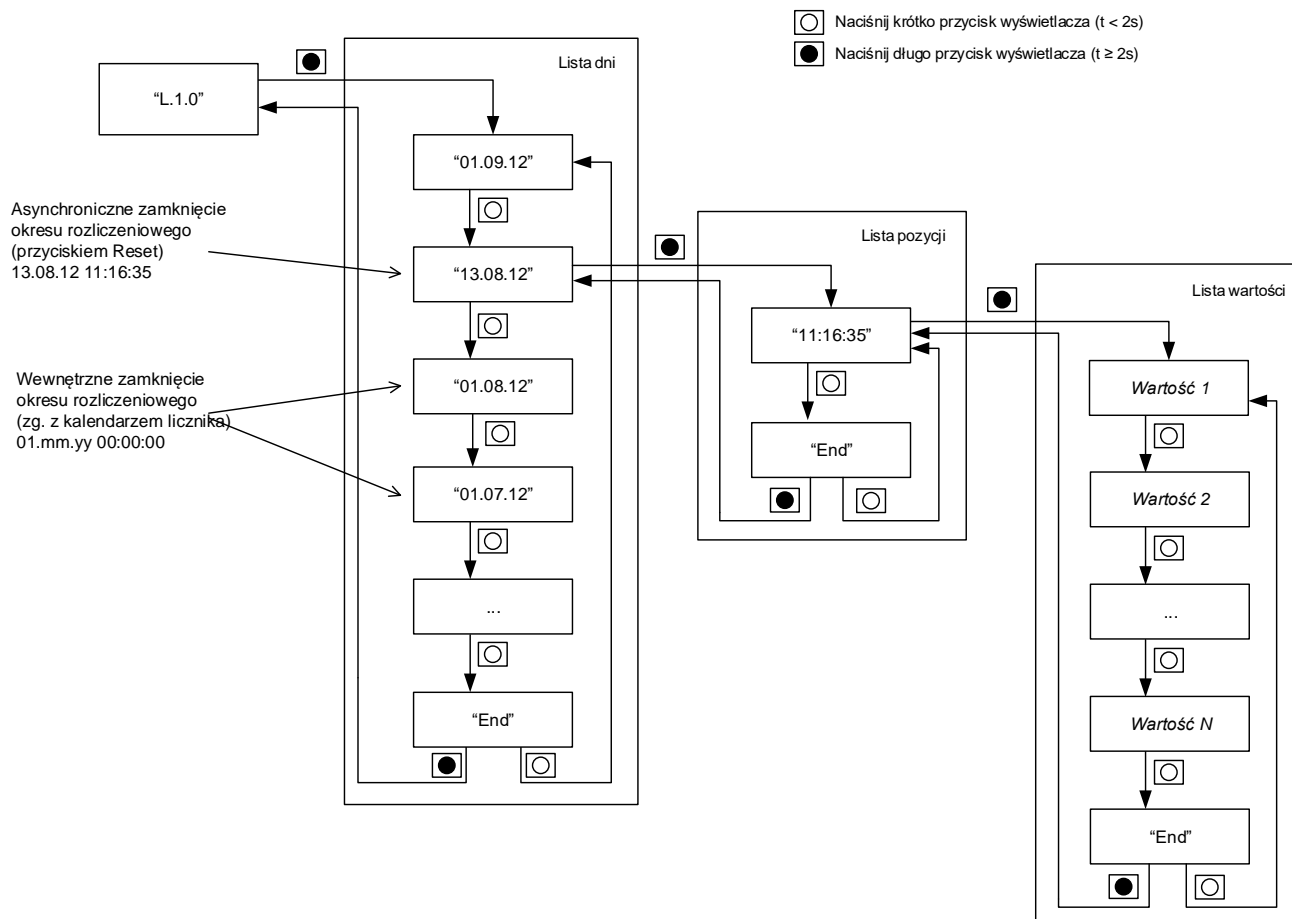 Naciśnij krótko przycisk wyświetlacza (t < 2s)
Naciśnij długo przycisk wyświetlacza (t ≥ 2s)
Lista dni
“L.1.0”
“01.09.12”
Asynchroniczne zamknięcie
okresu rozliczeniowego
(przyciskiem Reset)
13.08.12 11:16:35
“13.08.12”
Wewnętrzne zamknięcie
okresu rozliczeniowego
(zg. z kalendarzem licznika)
01.mm.yy 00:00:00
“01.08.12”
“01.07.12”
...
“End”
Lista pozycji
“11:16:35”
“End”
Lista wartości
Wartość 1
Wartość 2
...
Wartość N
“End”